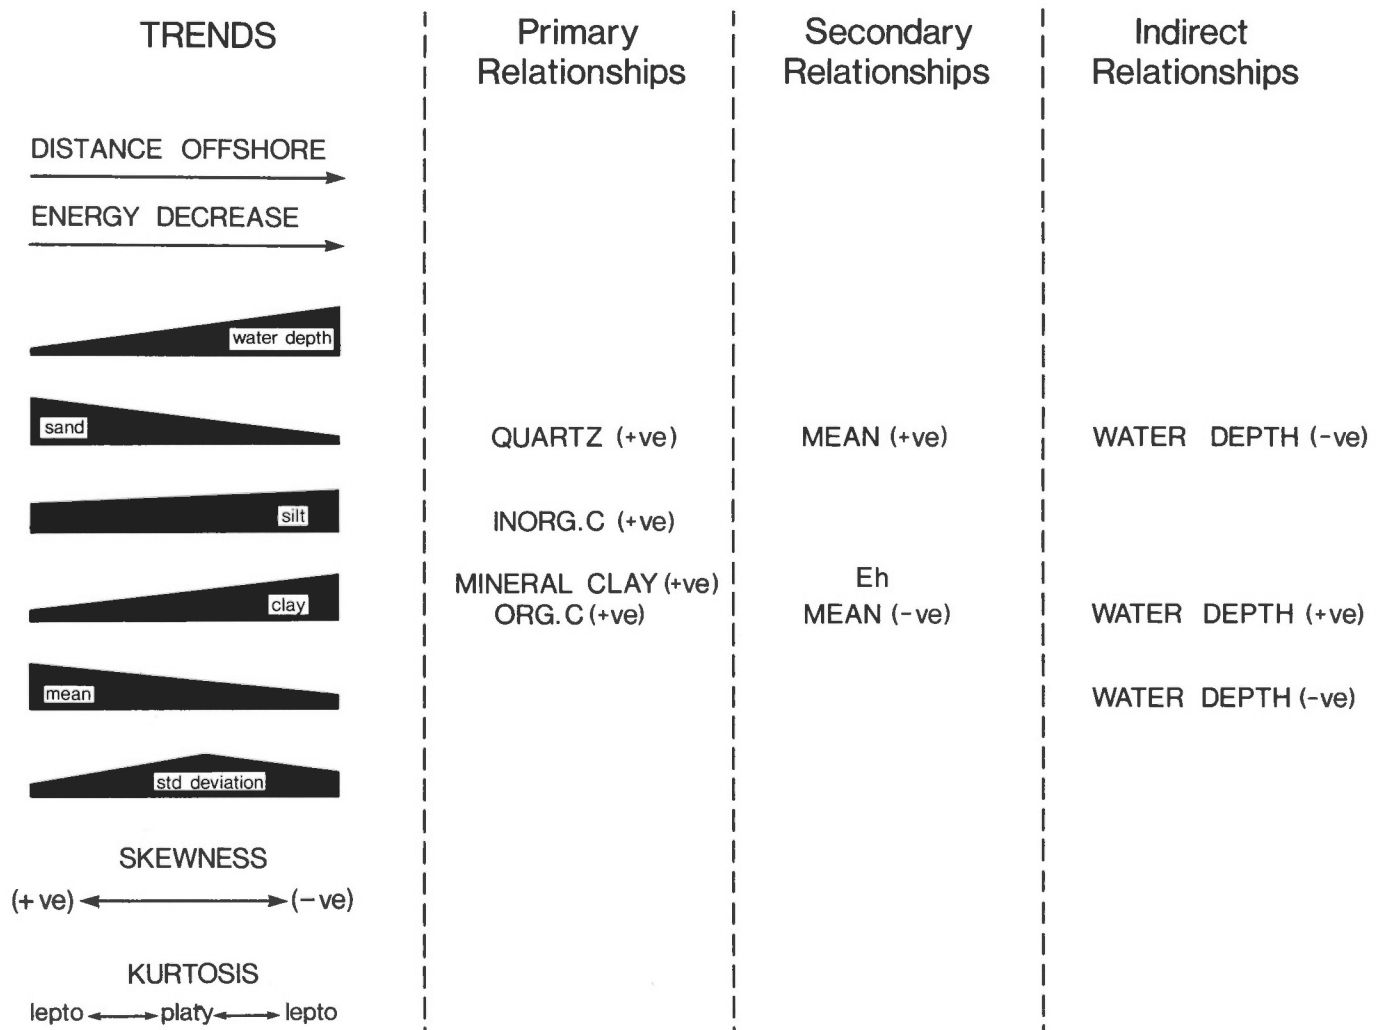 TRENDS
Primary Relationships
Secondary Relationships
Indirect Relationships
DISTANCE OFFSHORE
ENERGY DECREASE
water depth
sand
QUARTZ (+ve)
MEAN (+ve)
WATER DEPTH (-ve)
silt
INORG.C (+ve)
clay
MINERAL CLAY (+ve)
ORG.C (+ve)
Eh
MEAN (-ve)
WATER DEPTH (+ve)
mean
WATER DEPTH (-ve)
std deviation
SKEWNESS
(+ve) (-ve)
KURTOSIS
lepto platy lepto